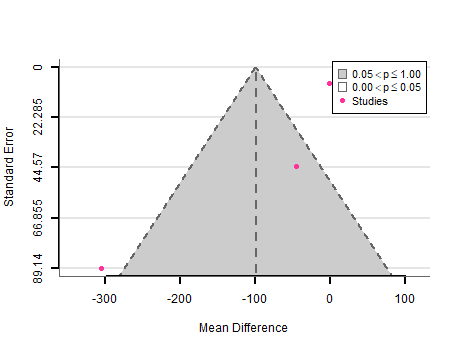 0.05 < p ≤ 1.00
0.00 < p ≤ 0.05
Studies
Standard Error
0
22.285
44.57
66.855
89.14
-300
-200
-100
0
100
Mean Difference